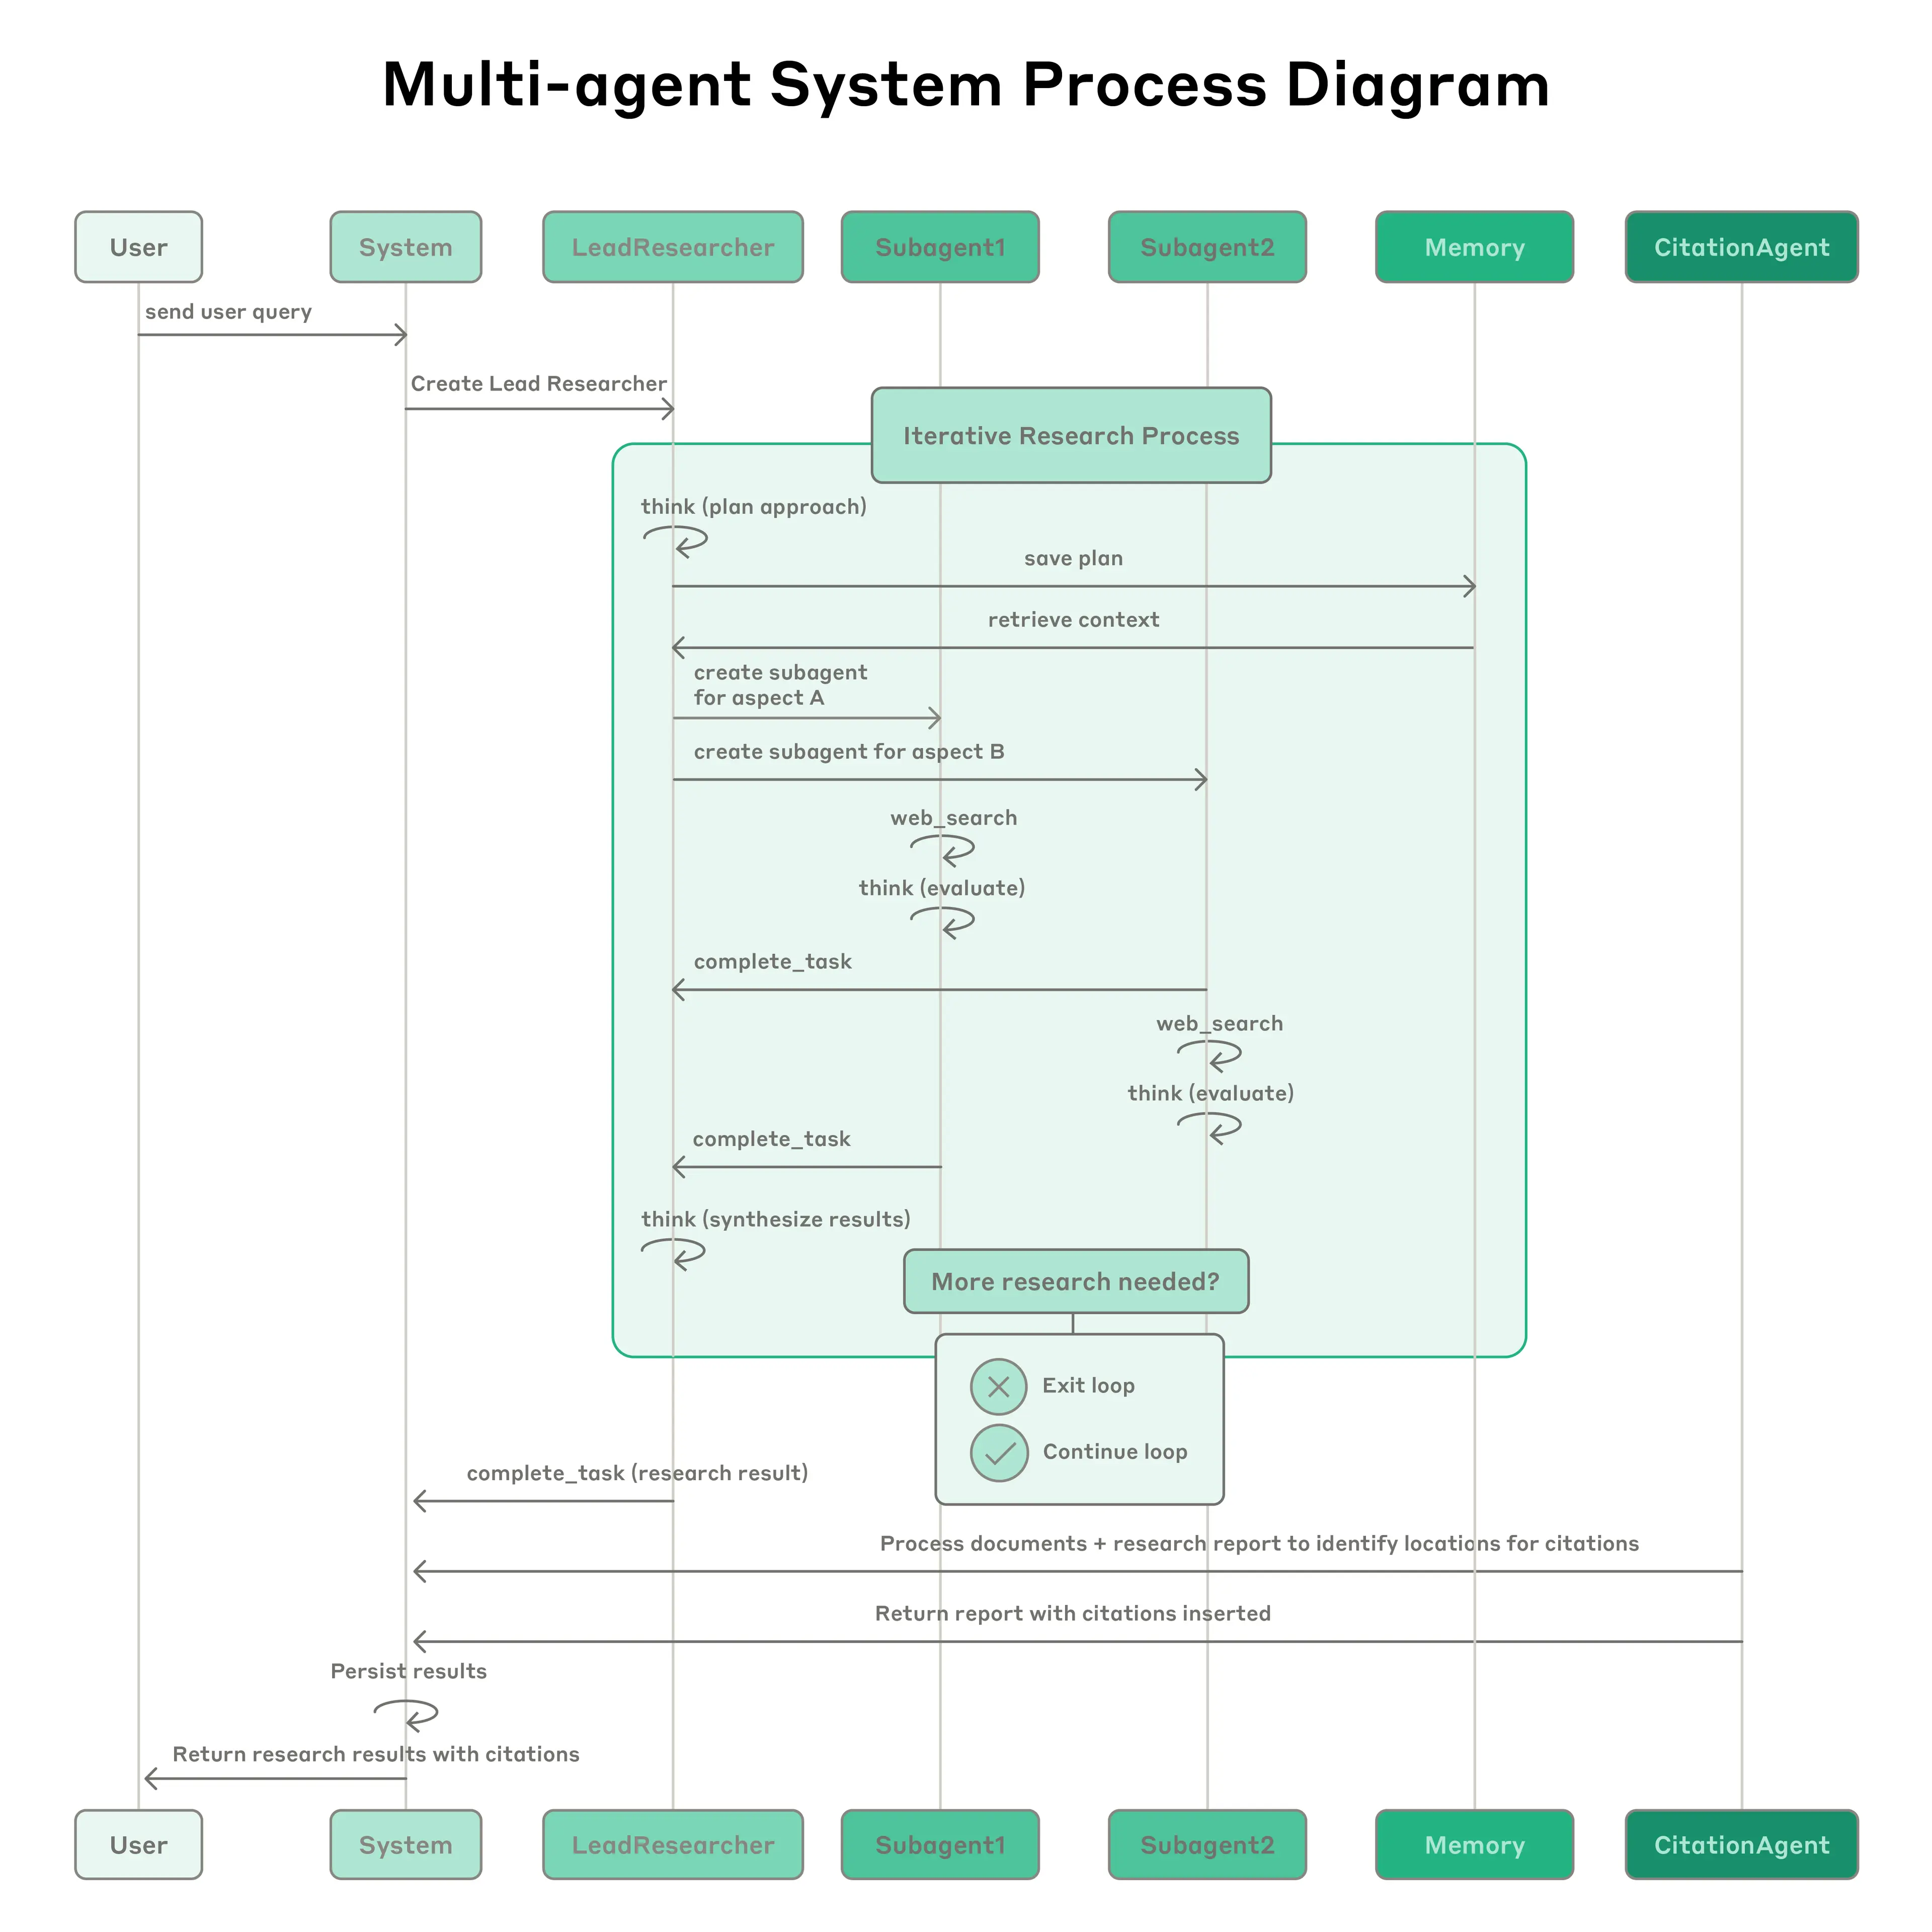 Multi-agent System Process Diagram
User
System
LeadResearcher
Subagent1
Subagent2
Memory
CitationAgent
send user query
Create Lead Researcher
Iterative Research Process
think (plan approach)
save plan
retrieve context
create subagent
for aspect A
create subagent for aspect B
web_search
think (evaluate)
complete_task
web_search
think (evaluate)
complete_task
think (synthesize results)
More research needed?
Exit loop
Continue loop
complete_task (research result)
Process documents + research report to identify locations for citations
Return report with citations inserted
Persist results
Return research results with citations
User
System
LeadResearcher
Subagent1
Subagent2
Memory
CitationAgent